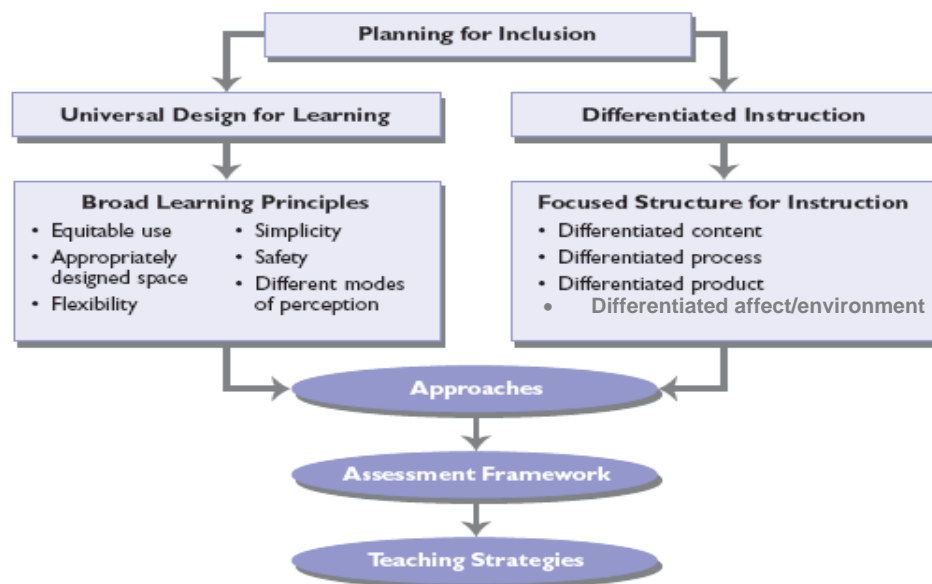 Planning for Inclusion
Universal Design for Learning
Differentiated Instruction
Broad Learning Principles
• Equitable use
• Appropriately
designed space
• Flexibility
• Simplicity
• Safety
• Different modes
of perception
Focused Structure for Instruction
• Differentiated content
• Differentiated process
• Differentiated product
• Differentiated affect/environment
Approaches
Assessment Framework
Teaching Strategies